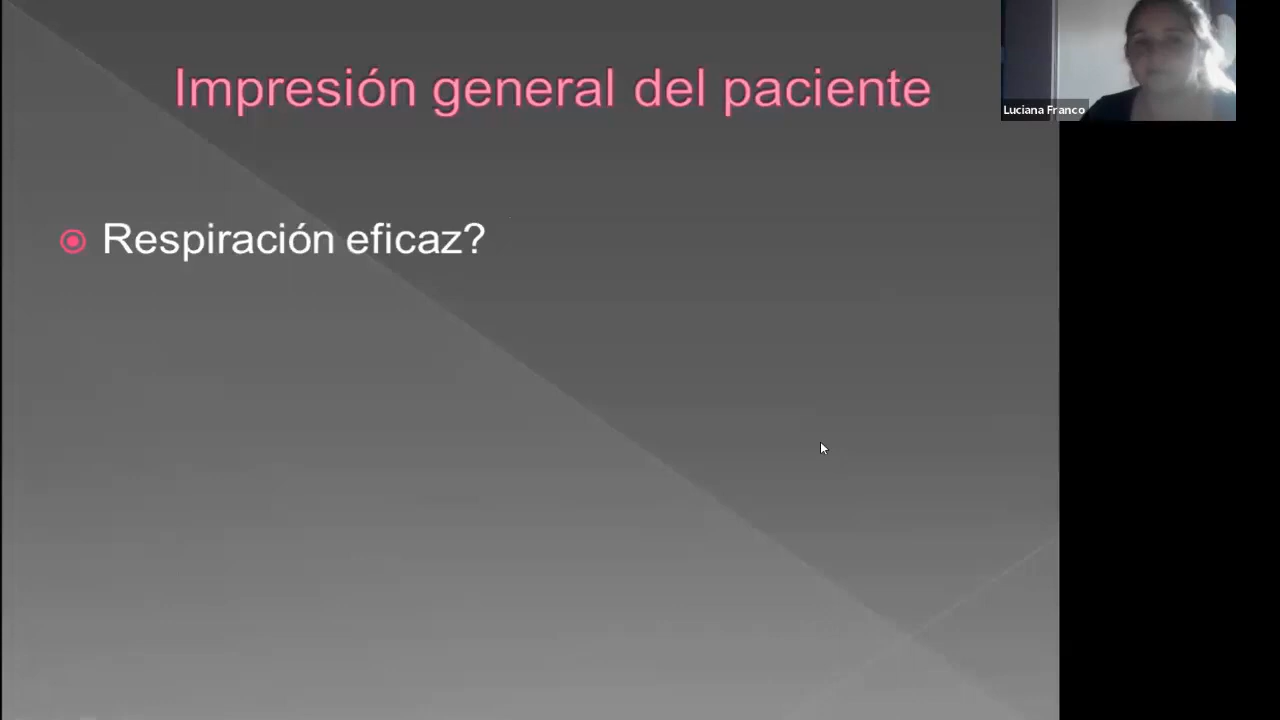 Impresión general del paciente
Luciana Franco
Respiración eficaz?